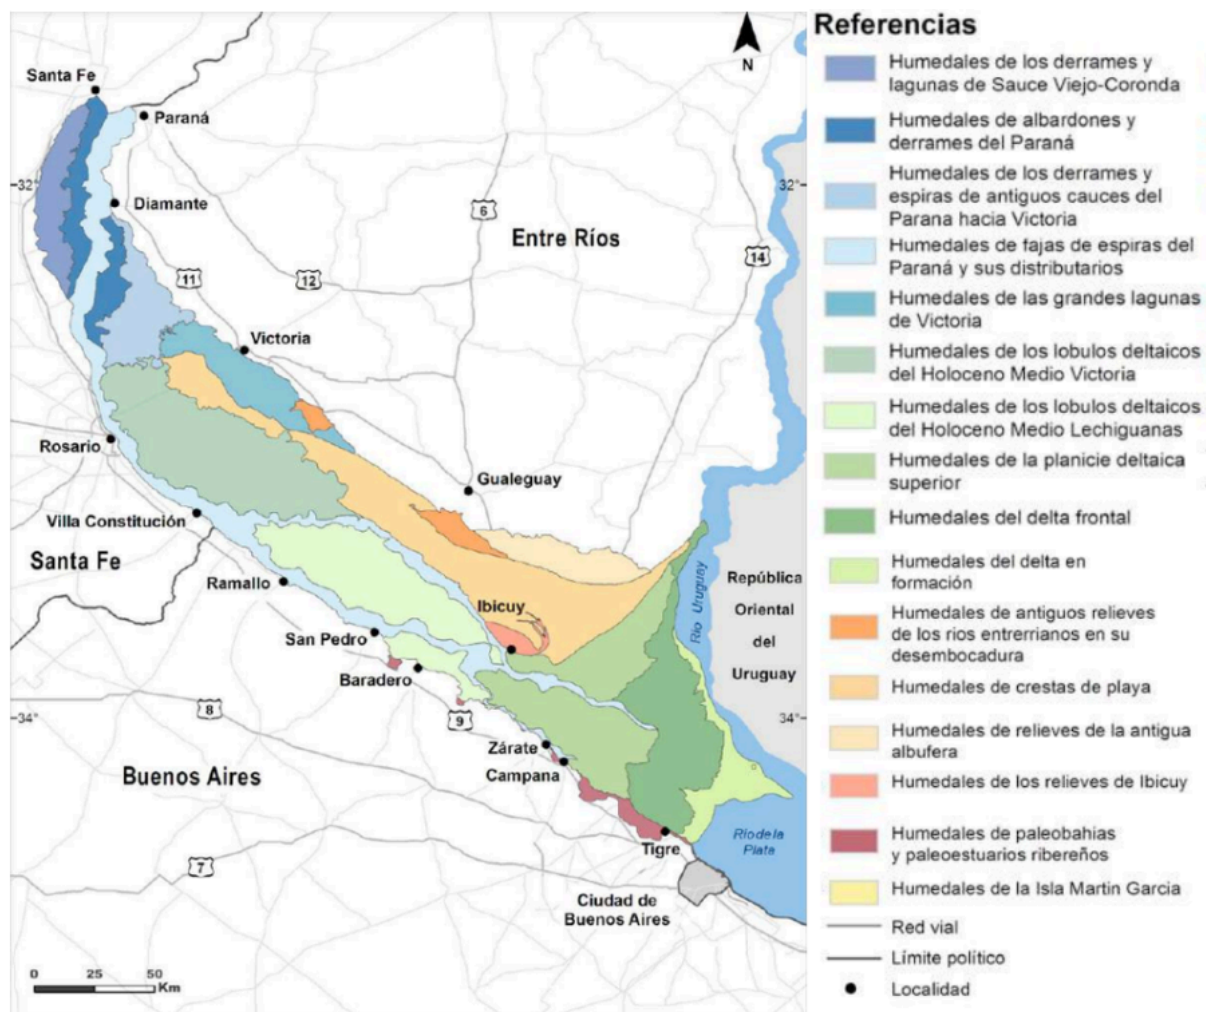 Santa Fe
N
Paraná
32°
32°
Diamante
6
Entre Ríos
14
11
12
Victoria
Rosario
Gualeguay
Villa Constitución
Santa Fe
Ramallo
Río Uruguay
República
Oriental
del
Uruguay
Ibicuy
San Pedro
Baradero
34°
34°
8
9
Zárate
Campana
Buenos Aires
Río de la
Plata
Tigre
7
Ciudad de
Buenos Aires
0 25 50
Km
Referencias
Humedales de los derrames y
lagunas de Sauce Viejo-Coronda
Humedales de albardones y
derrames del Paraná
Humedales de los derrames y
espiras de antiguos cauces del
Parana hacia Victoria
Humedales de fajas de espiras del
Paraná y sus distributarios
Humedales de las grandes lagunas
de Victoria
Humedales de los lobulos deltaicos
del Holoceno Medio Victoria
Humedales de los lobulos deltaicos
del Holoceno Medio Lechiguanas
Humedales de la planicie deltaica
superior
Humedales del delta frontal
Humedales del delta en
formación
Humedales de antiguos relieves
de los rios entrerrianos en su
desembocadura
Humedales de crestas de playa
Humedales de relieves de la antigua
albufera
Humedales de los relieves de Ibicuy
Humedales de paleobahias
y paleoestuarios ribereños
Humedales de la Isla Martin Garcia
Red vial
Límite político
Localidad